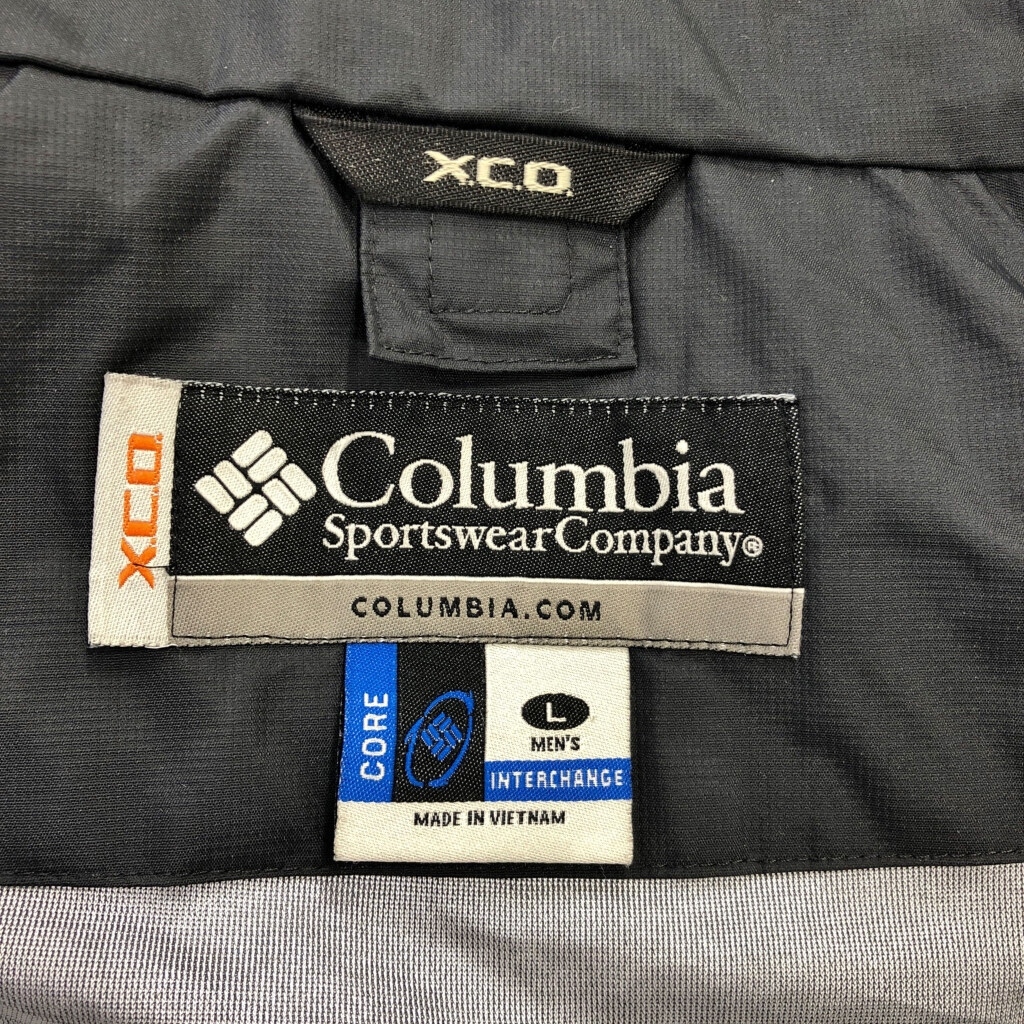 X.C.O.
X.C.O.
Columbia
Sportswear Company®
COLUMBIA.COM
CORE
L
MEN'S
INTERCHANGE
MADE IN VIETNAM